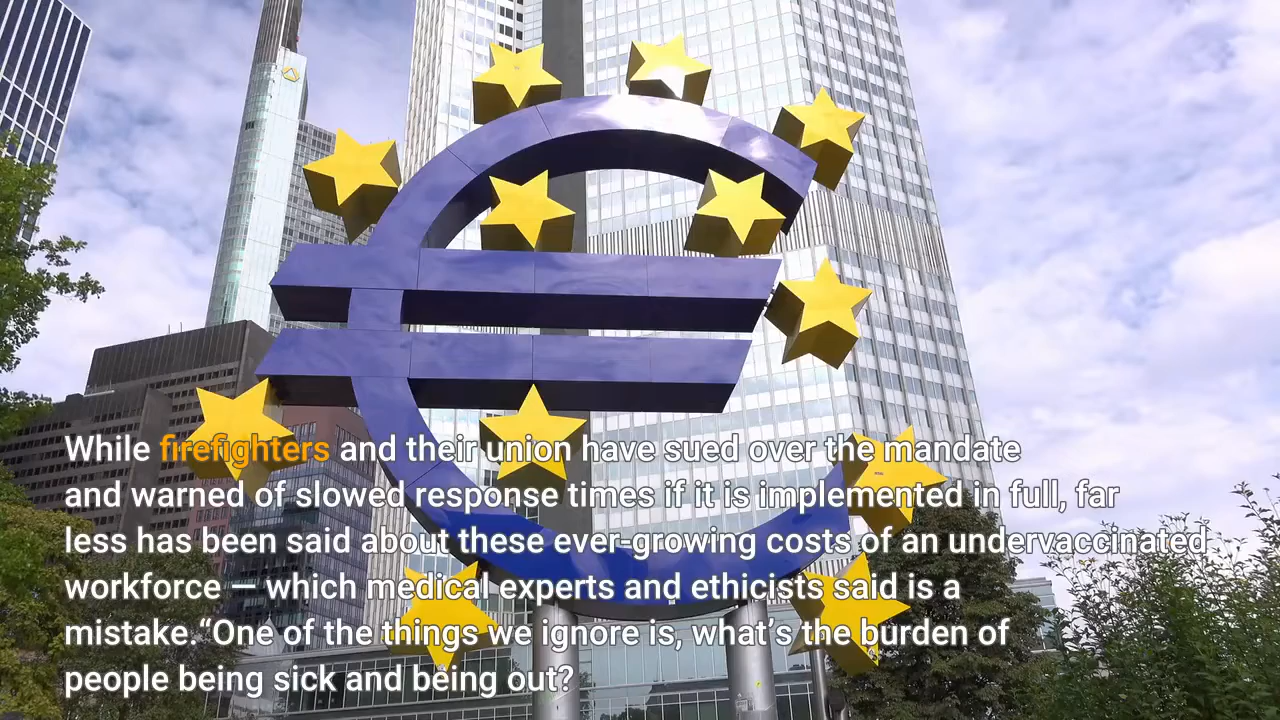 While firefighters and their union have sued over the mandate
and warned of slowed response times if it is implemented in full, far
less has been said about these ever-growing costs of an undervaccinated
workforce — which medical experts and ethicists said is a
mistake.“One of the things we ignore is, what’s the burden of
people being sick and being out?